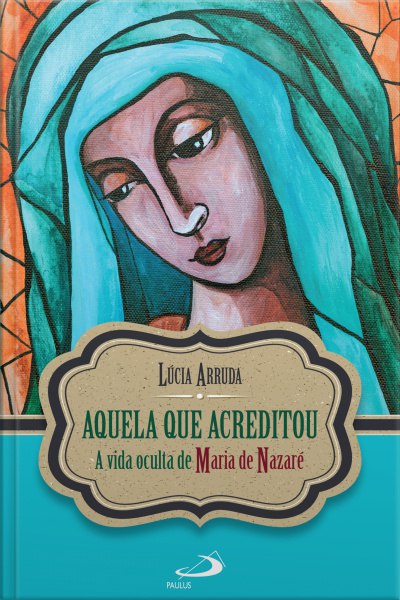 LÚCIA ARRUDA
AQUELA QUE ACREDITOU
A vida oculta de Maria de Nazaré
PAULUS